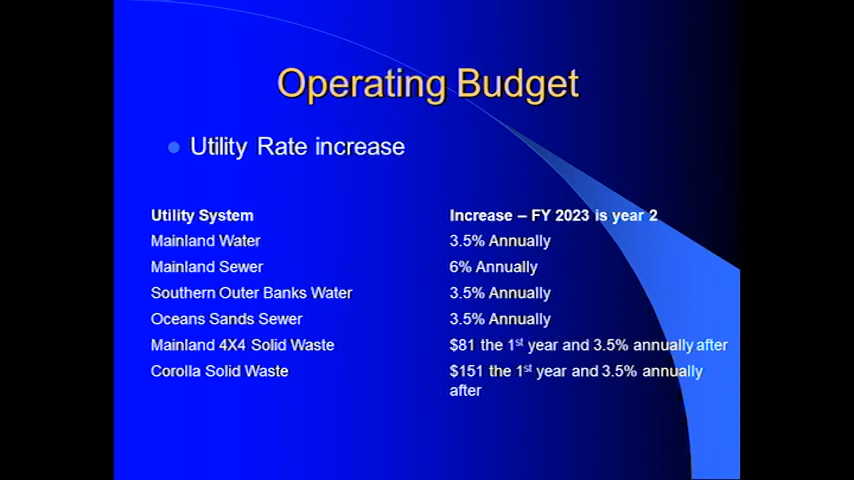 Operating Budget
Utility Rate increase
Utility System Increase – FY 2023 is year 2
Mainland Water 3.5% Annually
Mainland Sewer 6% Annually
Southern Outer Banks Water 3.5% Annually
Oceans Sands Sewer 3.5% Annually
Mainland 4X4 Solid Waste $81 the 1st year and 3.5% annually after
Corolla Solid Waste $151 the 1st year and 3.5% annually
after